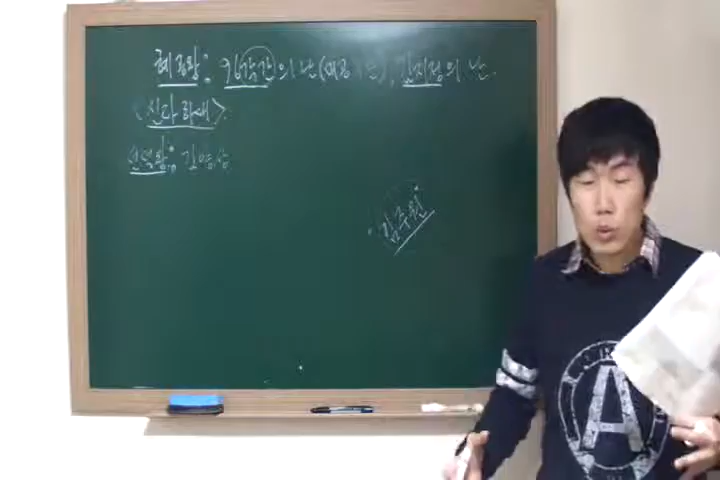 혜공왕: 96각간의 난( ), 김지정의 난.
<신라 하대>.
선덕왕: 김양상
김주원
A